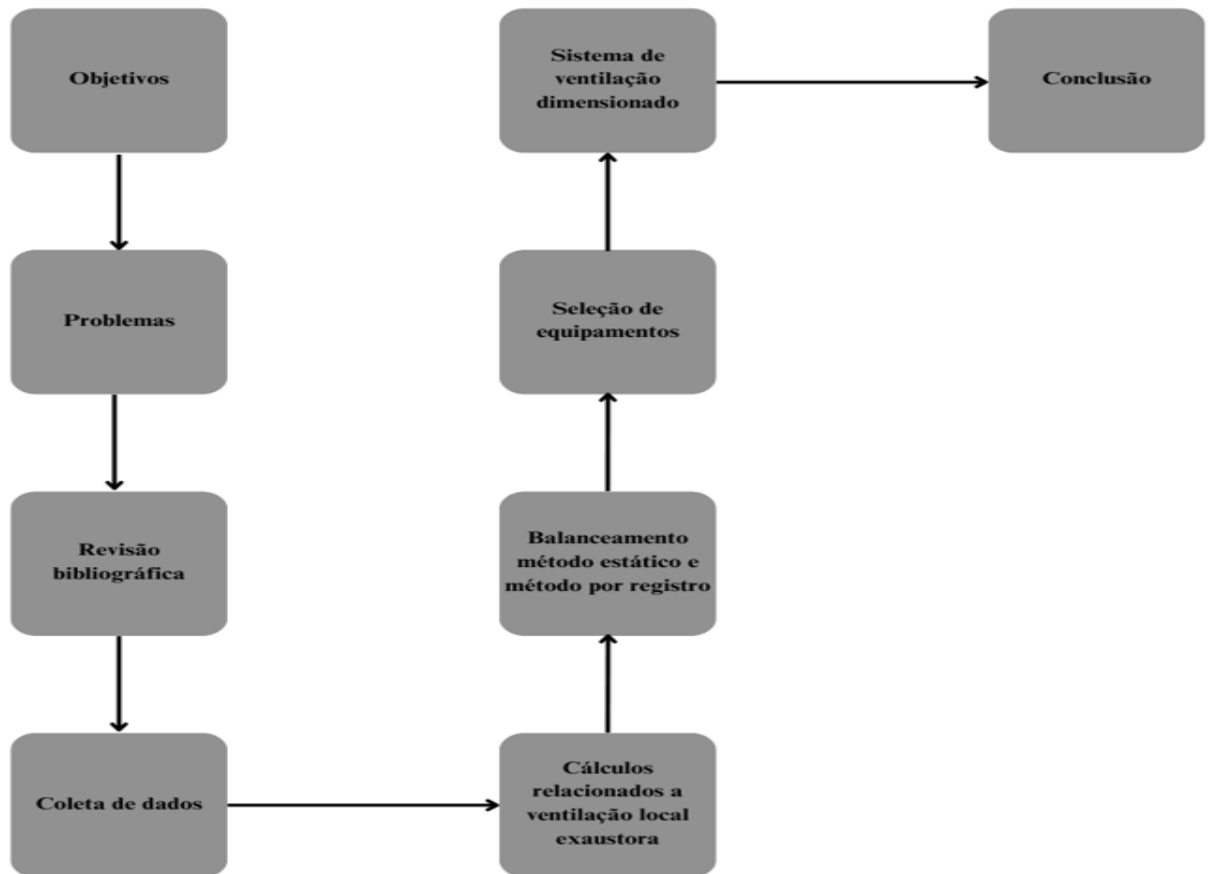 Objetivos
Problemas
Revisão
bibliográfica
Coleta de dados
Cálculos
relacionados a
ventilação local
exaustora
Balanceamento
método estático e
método por registro
Seleção de
equipamentos
Sistema de
ventilação
dimensionado
Conclusão